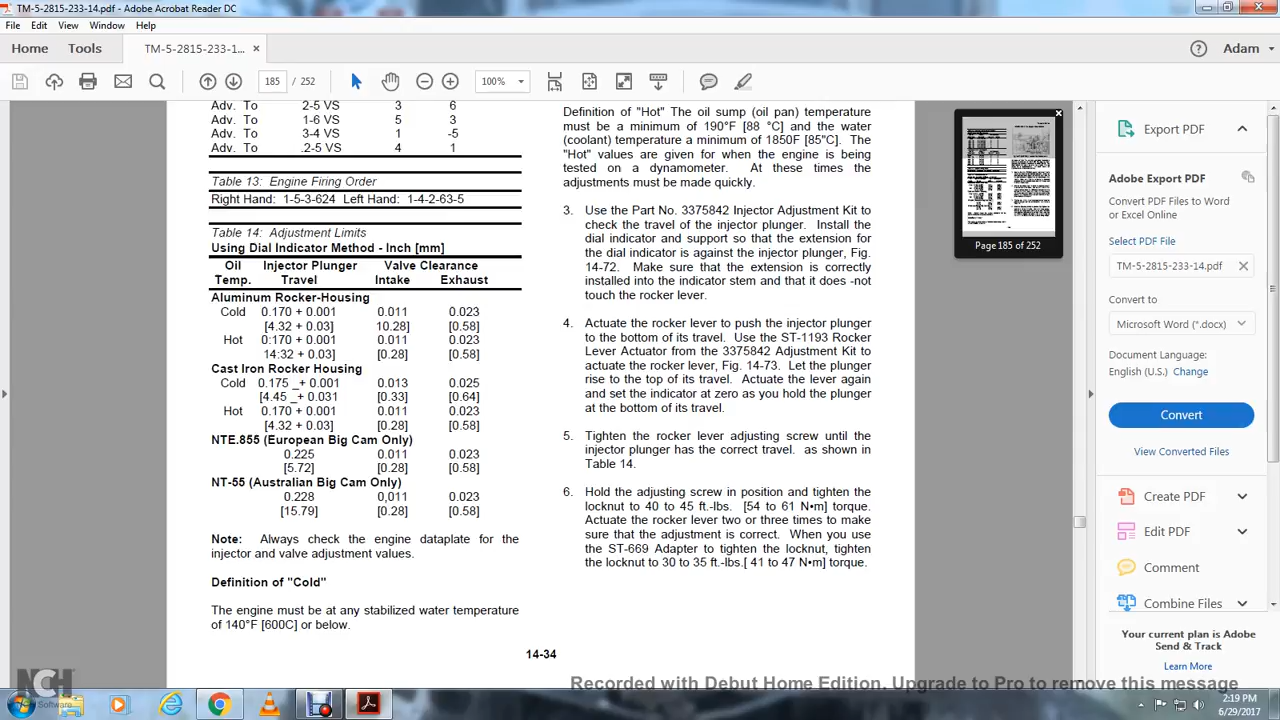 TM-5-2815-233-14.pdf - Adobe Acrobat Reader DC
File Edit View Window Help
Home Tools TM-5-2815-233-1... × Adam
185 / 252 100%
Adv. To 2-5 VS 3 6
Adv. To 1-6 VS 5 3
Adv. To 3-4 VS 1 -5
Adv. To .2-5 VS 4 1
Table 13: Engine Firing Order
Right Hand: 1-5-3-624 Left Hand: 1-4-2-63-5
Table 14: Adjustment Limits
Using Dial Indicator Method - Inch [mm]
Oil Injector Plunger Valve Clearance
Temp. Travel Intake Exhaust
Aluminum Rocker-Housing
Cold 0.170 + 0.001 0.011 0.023
[4.32 + 0.03] 10.28] [0.58]
Hot 0:170 + 0.001 0.011 0.023
14:32 + 0.03] [0.28] [0.58]
Cast Iron Rocker Housing
Cold 0.175 _+ 0.001 0.013 0.025
[4.45 _+ 0.031 [0.33] [0.64]
Hot 0.170 + 0.001 0.011 0.023
[4.32 + 0.03] [0.28] [0.58]
NTE.855 (European Big Cam Only)
0.225 0.011 0.023
[5.72] [0.28] [0.58]
NT-55 (Australian Big Cam Only)
0.228 0,011 0.023
[15.79] [0.28] [0.58]
Note: Always check the engine dataplate for the
injector and valve adjustment values.
Definition of "Cold"
The engine must be at any stabilized water temperature
of 140°F [600C] or below.
Definition of "Hot" The oil sump (oil pan) temperature
must be a minimum of 190°F [88 °C] and the water
(coolant) temperature a minimum of 1850F [85"C]. The
"Hot" values are given for when the engine is being
tested on a dynamometer. At these times the
adjustments must be made quickly.
3. Use the Part No. 3375842 Injector Adjustment Kit to
check the travel of the injector plunger. Install the
dial indicator and support so that the extension for
the dial indicator is against the injector plunger, Fig.
14-72. Make sure that the extension is correctly
installed into the indicator stem and that it does -not
touch the rocker lever.
4. Actuate the rocker lever to push the injector plunger
to the bottom of its travel. Use the ST-1193 Rocker
Lever Actuator from the 3375842 Adjustment Kit to
actuate the rocker lever, Fig. 14-73. Let the plunger
rise to the top of its travel. Actuate the lever again
and set the indicator at zero as you hold the plunger
at the bottom of its travel.
5. Tighten the rocker lever adjusting screw until the
injector plunger has the correct travel. as shown in
Table 14.
6. Hold the adjusting screw in position and tighten the
locknut to 40 to 45 ft.-lbs. [54 to 61 N•m] torque.
Actuate the rocker lever two or three times to make
sure that the adjustment is correct. When you use
the ST-669 Adapter to tighten the locknut, tighten
the locknut to 30 to 35 ft.-lbs.[ 41 to 47 N•m] torque.
14-34
Page 185 of 252
Export PDF
Adobe Export PDF
Convert PDF Files to Word
or Excel Online
Select PDF File
TM-5-2815-233-14.pdf
Convert to
Microsoft Word (*.docx)
Document Language:
English (U.S.) Change
Convert
View Converted Files
Create PDF
Edit PDF
Comment
Combine Files
Your current plan is Adobe
Send & Track
Learn More
NCH
NCH Software
Recorded with Debut Home Edition. Upgrade to Pro to remove this message
2:19 PM
6/29/2017